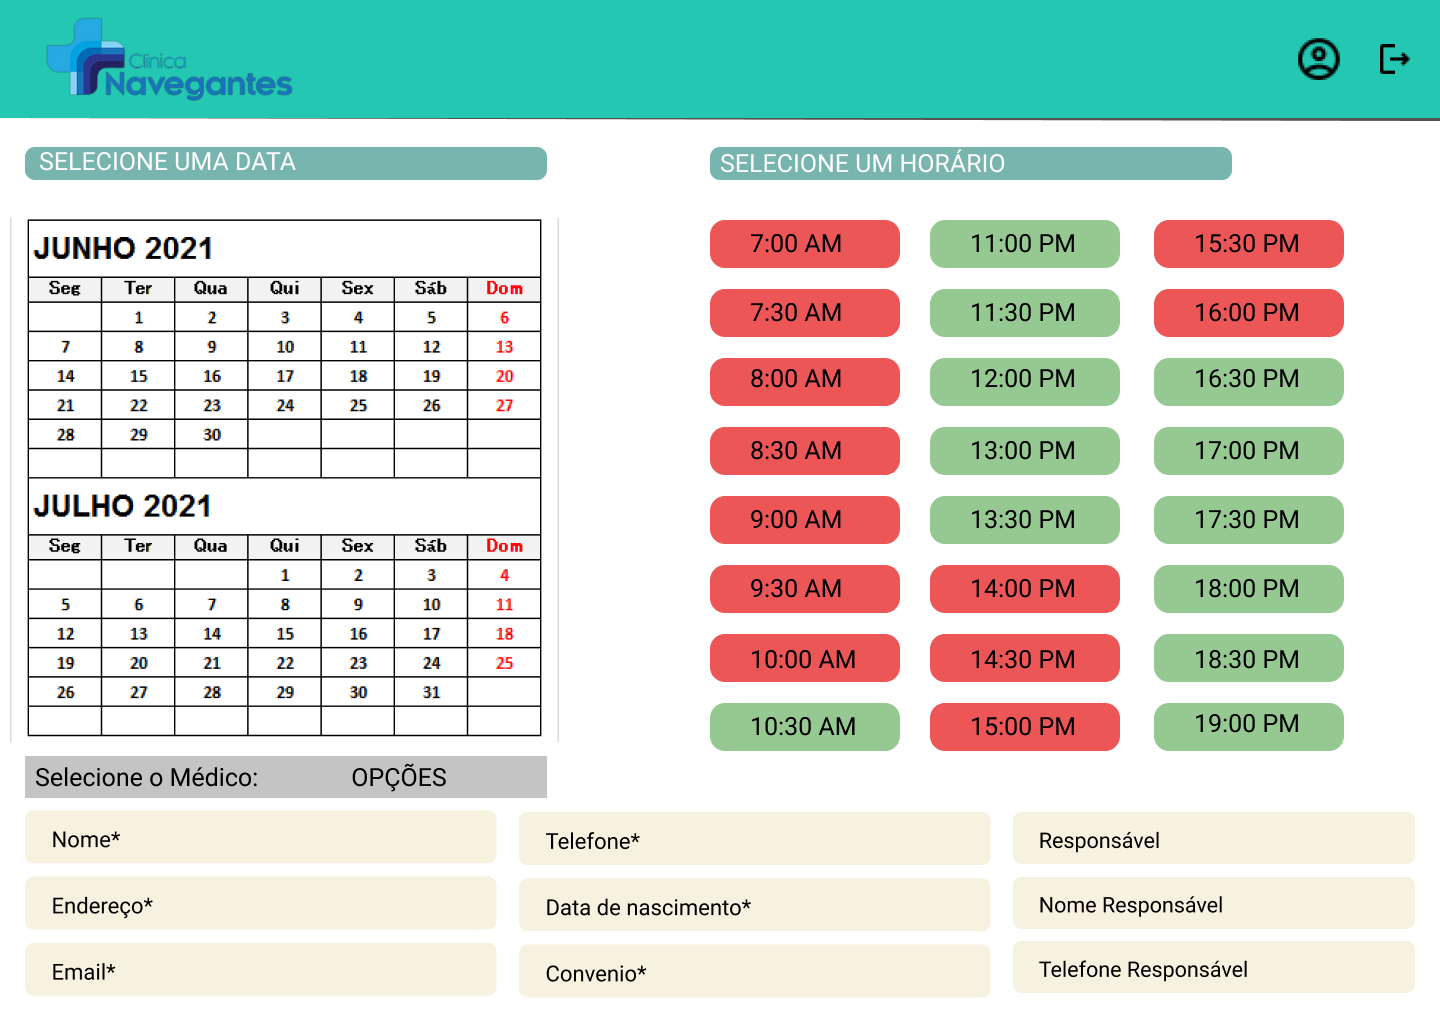 Clínica
Navegantes
SELECIONE UMA DATA
JUNHO 2021
Seg Ter Qua Qui Sex Sáb Dom
1 2 3 4 5 6
7 8 9 10 11 12 13
14 15 16 17 18 19 20
21 22 23 24 25 26 27
28 29 30
JULHO 2021
Seg Ter Qua Qui Sex Sáb Dom
1 2 3 4
5 6 7 8 9 10 11
12 13 14 15 16 17 18
19 20 21 22 23 24 25
26 27 28 29 30 31
Selecione o Médico: OPÇÕES
SELECIONE UM HORÁRIO
7:00 AM 11:00 PM 15:30 PM
7:30 AM 11:30 PM 16:00 PM
8:00 AM 12:00 PM 16:30 PM
8:30 AM 13:00 PM 17:00 PM
9:00 AM 13:30 PM 17:30 PM
9:30 AM 14:00 PM 18:00 PM
10:00 AM 14:30 PM 18:30 PM
10:30 AM 15:00 PM 19:00 PM
Nome* Telefone* Responsável
Endereço* Data de nascimento* Nome Responsável
Email* Convenio* Telefone Responsável